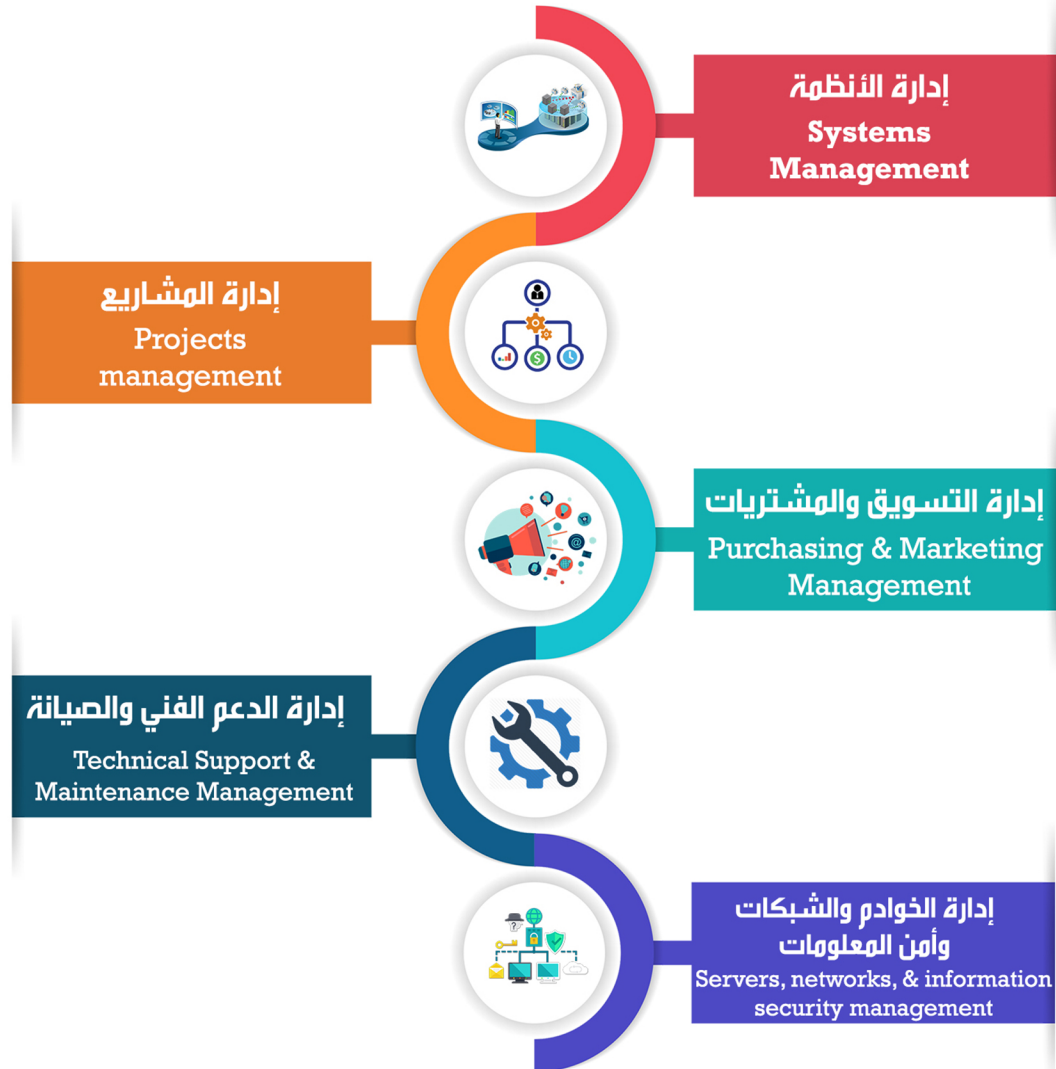 إدارة الأنظمة
Systems
Management
إدارة المشاريع
Projects
management
إدارة التسويق والمشتريات
Purchasing & Marketing
Management
إدارة الدعم الفني والصيانة
Technical Support &
Maintenance Management
إدارة الخوادم والشبكات
وأمن المعلومات
Servers, networks, & information
security management